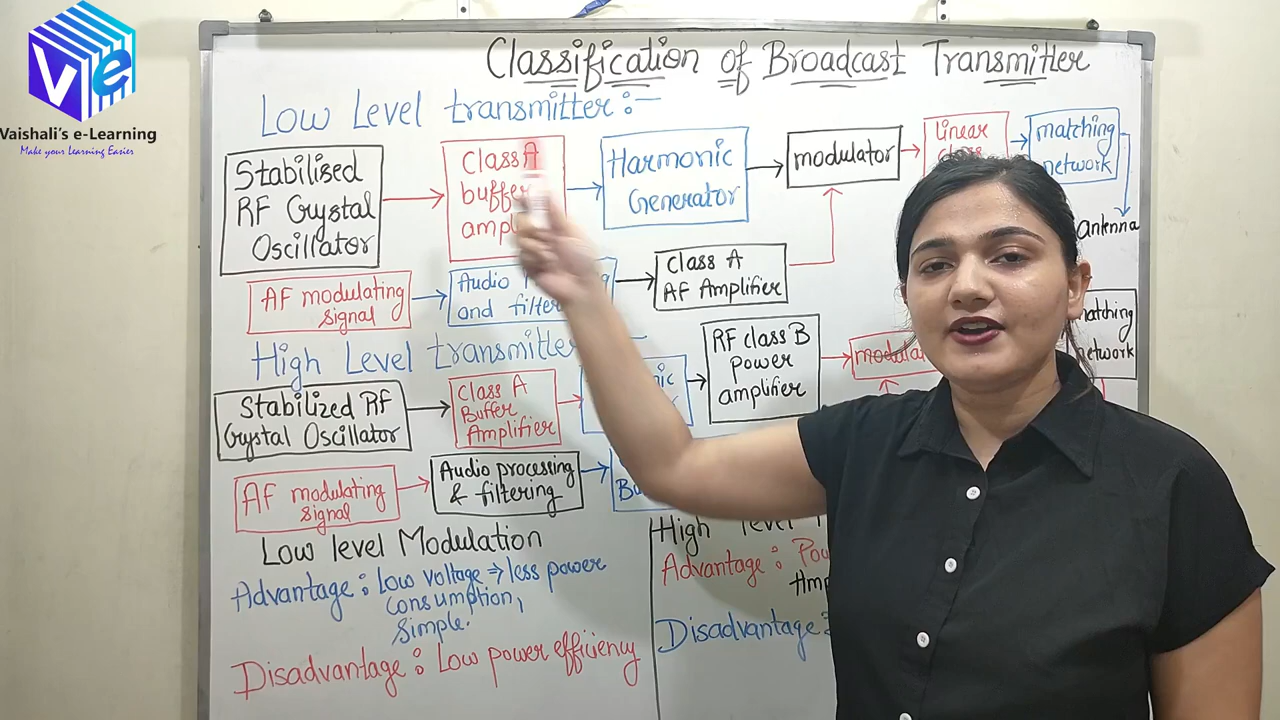 Ve
Vaishali's e-Learning
Make your Learning Easier
Classification of Broadcast Transmitter
Low Level transmitter :-
Stabilised
RF Crystal
Oscillator
Class A
buffer
Harmonic
Generator
modulator
linear
matching
network
Antenna
AF modulating
Signal
Audio
and filter
Class A
AF Amplifier
High Level transmitter
Stabilized RF
Crystal Oscillator
Class A
Buffer
Amplifier
RF class B
power
amplifier
network
AF modulating
Signal
Audio processing
& filtering
Low level Modulation
Advantage : Low voltage ⇒ less power
consumption,
Simple.
Disadvantage : Low power efficiency
High level
Advantage :
Disadvantage :